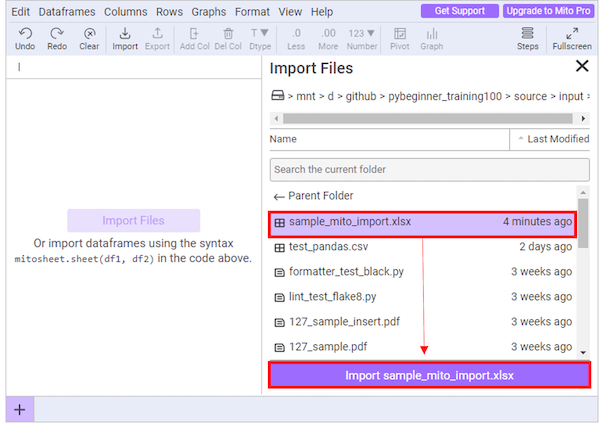 Edit Dataframes Columns Rows Graphs Format View Help Get Support Upgrade to Mito Pro
T 123
.0 .00
Undo Redo Clear Import Export Add Col Del Col Dtype Less More Number Pivot Graph Steps Fullscreen
Import Files
> mnt > d > github > pybeginner_training100 > source > input
Name Last Modified
Search the current folder
Parent Folder
sample_mito_import.xlsx 4 minutes ago
test_pandas.csv 2 days ago
formatter_test_black.py 3 weeks ago
lint_test_flake8.py 3 weeks ago
127_sample_insert.pdf 3 weeks ago
127_sample.pdf 3 weeks ago
Import sample_mito_import.xlsx
Import Files
Or import dataframes using the syntax
mitosheet.sheet(df1, df2) in the code above.
+